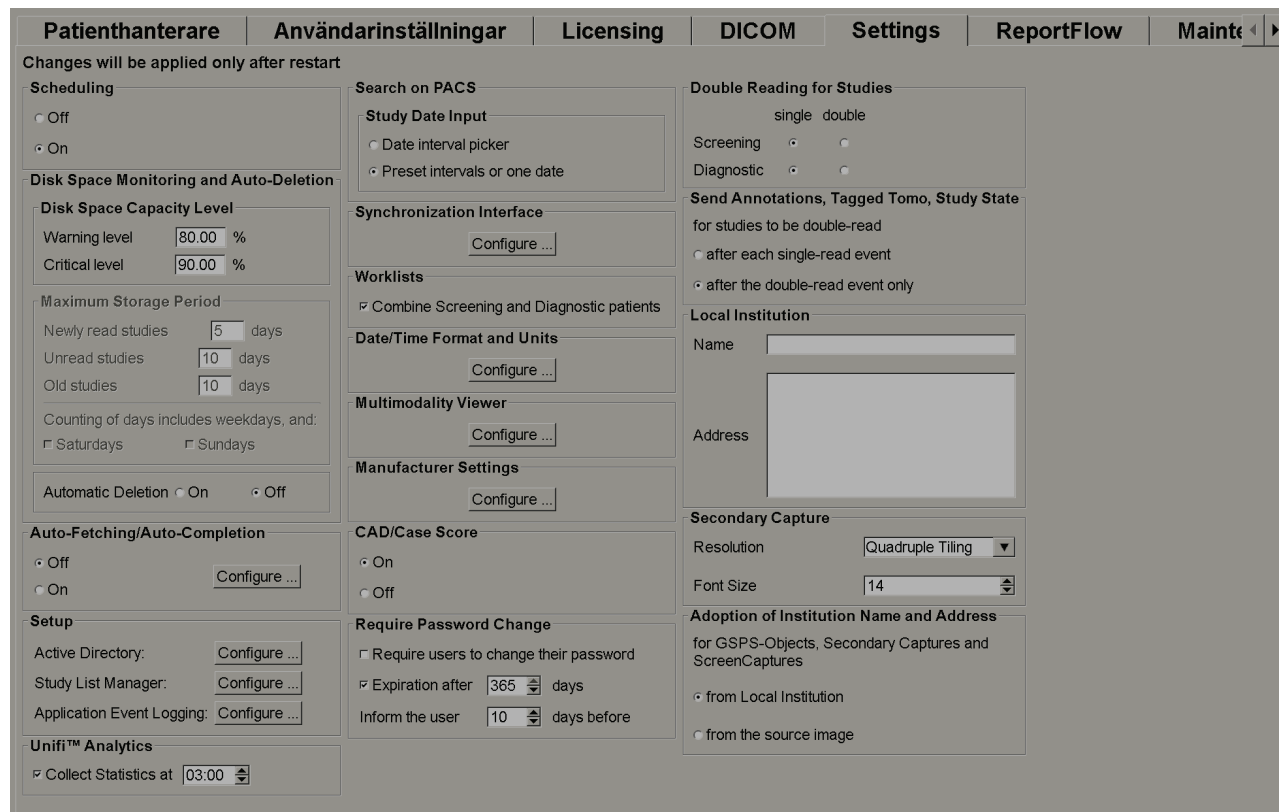 Patienthanterare Användarinställningar Licensing DICOM Settings ReportFlow Mainte
Changes will be applied only after restart
Scheduling
Off
On
Disk Space Monitoring and Auto-Deletion
Disk Space Capacity Level
Warning level 80.00 %
Critical level 90.00 %
Maximum Storage Period
Newly read studies 5 days
Unread studies 10 days
Old studies 10 days
Counting of days includes weekdays, and:
Saturdays Sundays
Automatic Deletion On Off
Auto-Fetching/Auto-Completion
Off
Configure ...
On
Setup
Active Directory: Configure ...
Study List Manager: Configure ...
Application Event Logging: Configure ...
Unifi™ Analytics
Collect Statistics at 03:00
Search on PACS
Study Date Input
Date interval picker
Preset intervals or one date
Synchronization Interface
Configure ...
Worklists
Combine Screening and Diagnostic patients
Date/Time Format and Units
Configure ...
Multimodality Viewer
Configure ...
Manufacturer Settings
Configure ...
CAD/Case Score
On
Off
Require Password Change
Require users to change their password
Expiration after 365 days
Inform the user 10 days before
Double Reading for Studies
single double
Screening
Diagnostic
Send Annotations, Tagged Tomo, Study State
for studies to be double-read
after each single-read event
after the double-read event only
Local Institution
Name
Address
Secondary Capture
Resolution Quadruple Tiling
Font Size 14
Adoption of Institution Name and Address
for GSPS-Objects, Secondary Captures and
ScreenCaptures
from Local Institution
from the source image